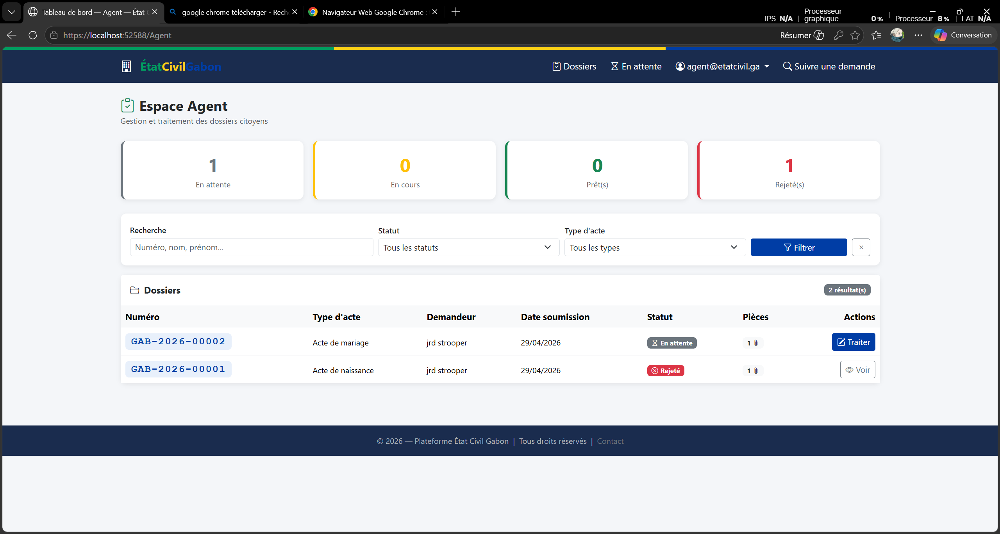 Tableau de bord — Agent — État
google chrome télécharger - Rech
Navigateur Web Google Chrome :
IPS N/A | Processeur graphique 0 % | Processeur 8 % | LAT N/A
https://localhost:52588/Agent
Résumer
Conversation
ÉtatCivilGabon
Dossiers
En attente
agent@etatcivil.ga
Suivre une demande
Espace Agent
Gestion et traitement des dossiers citoyens
1
En attente
0
En cours
0
Prêt(s)
1
Rejeté(s)
Recherche
Numéro, nom, prénom...
Statut
Tous les statuts
Type d'acte
Tous les types
Filtrer
×
Dossiers
2 résultat(s)
Numéro Type d'acte Demandeur Date soumission Statut Pièces Actions
GAB-2026-00002 Acte de mariage jrd strooper 29/04/2026 En attente 1 Traiter
GAB-2026-00001 Acte de naissance jrd strooper 29/04/2026 Rejeté 1 Voir
© 2026 — Plateforme État Civil Gabon | Tous droits réservés | Contact